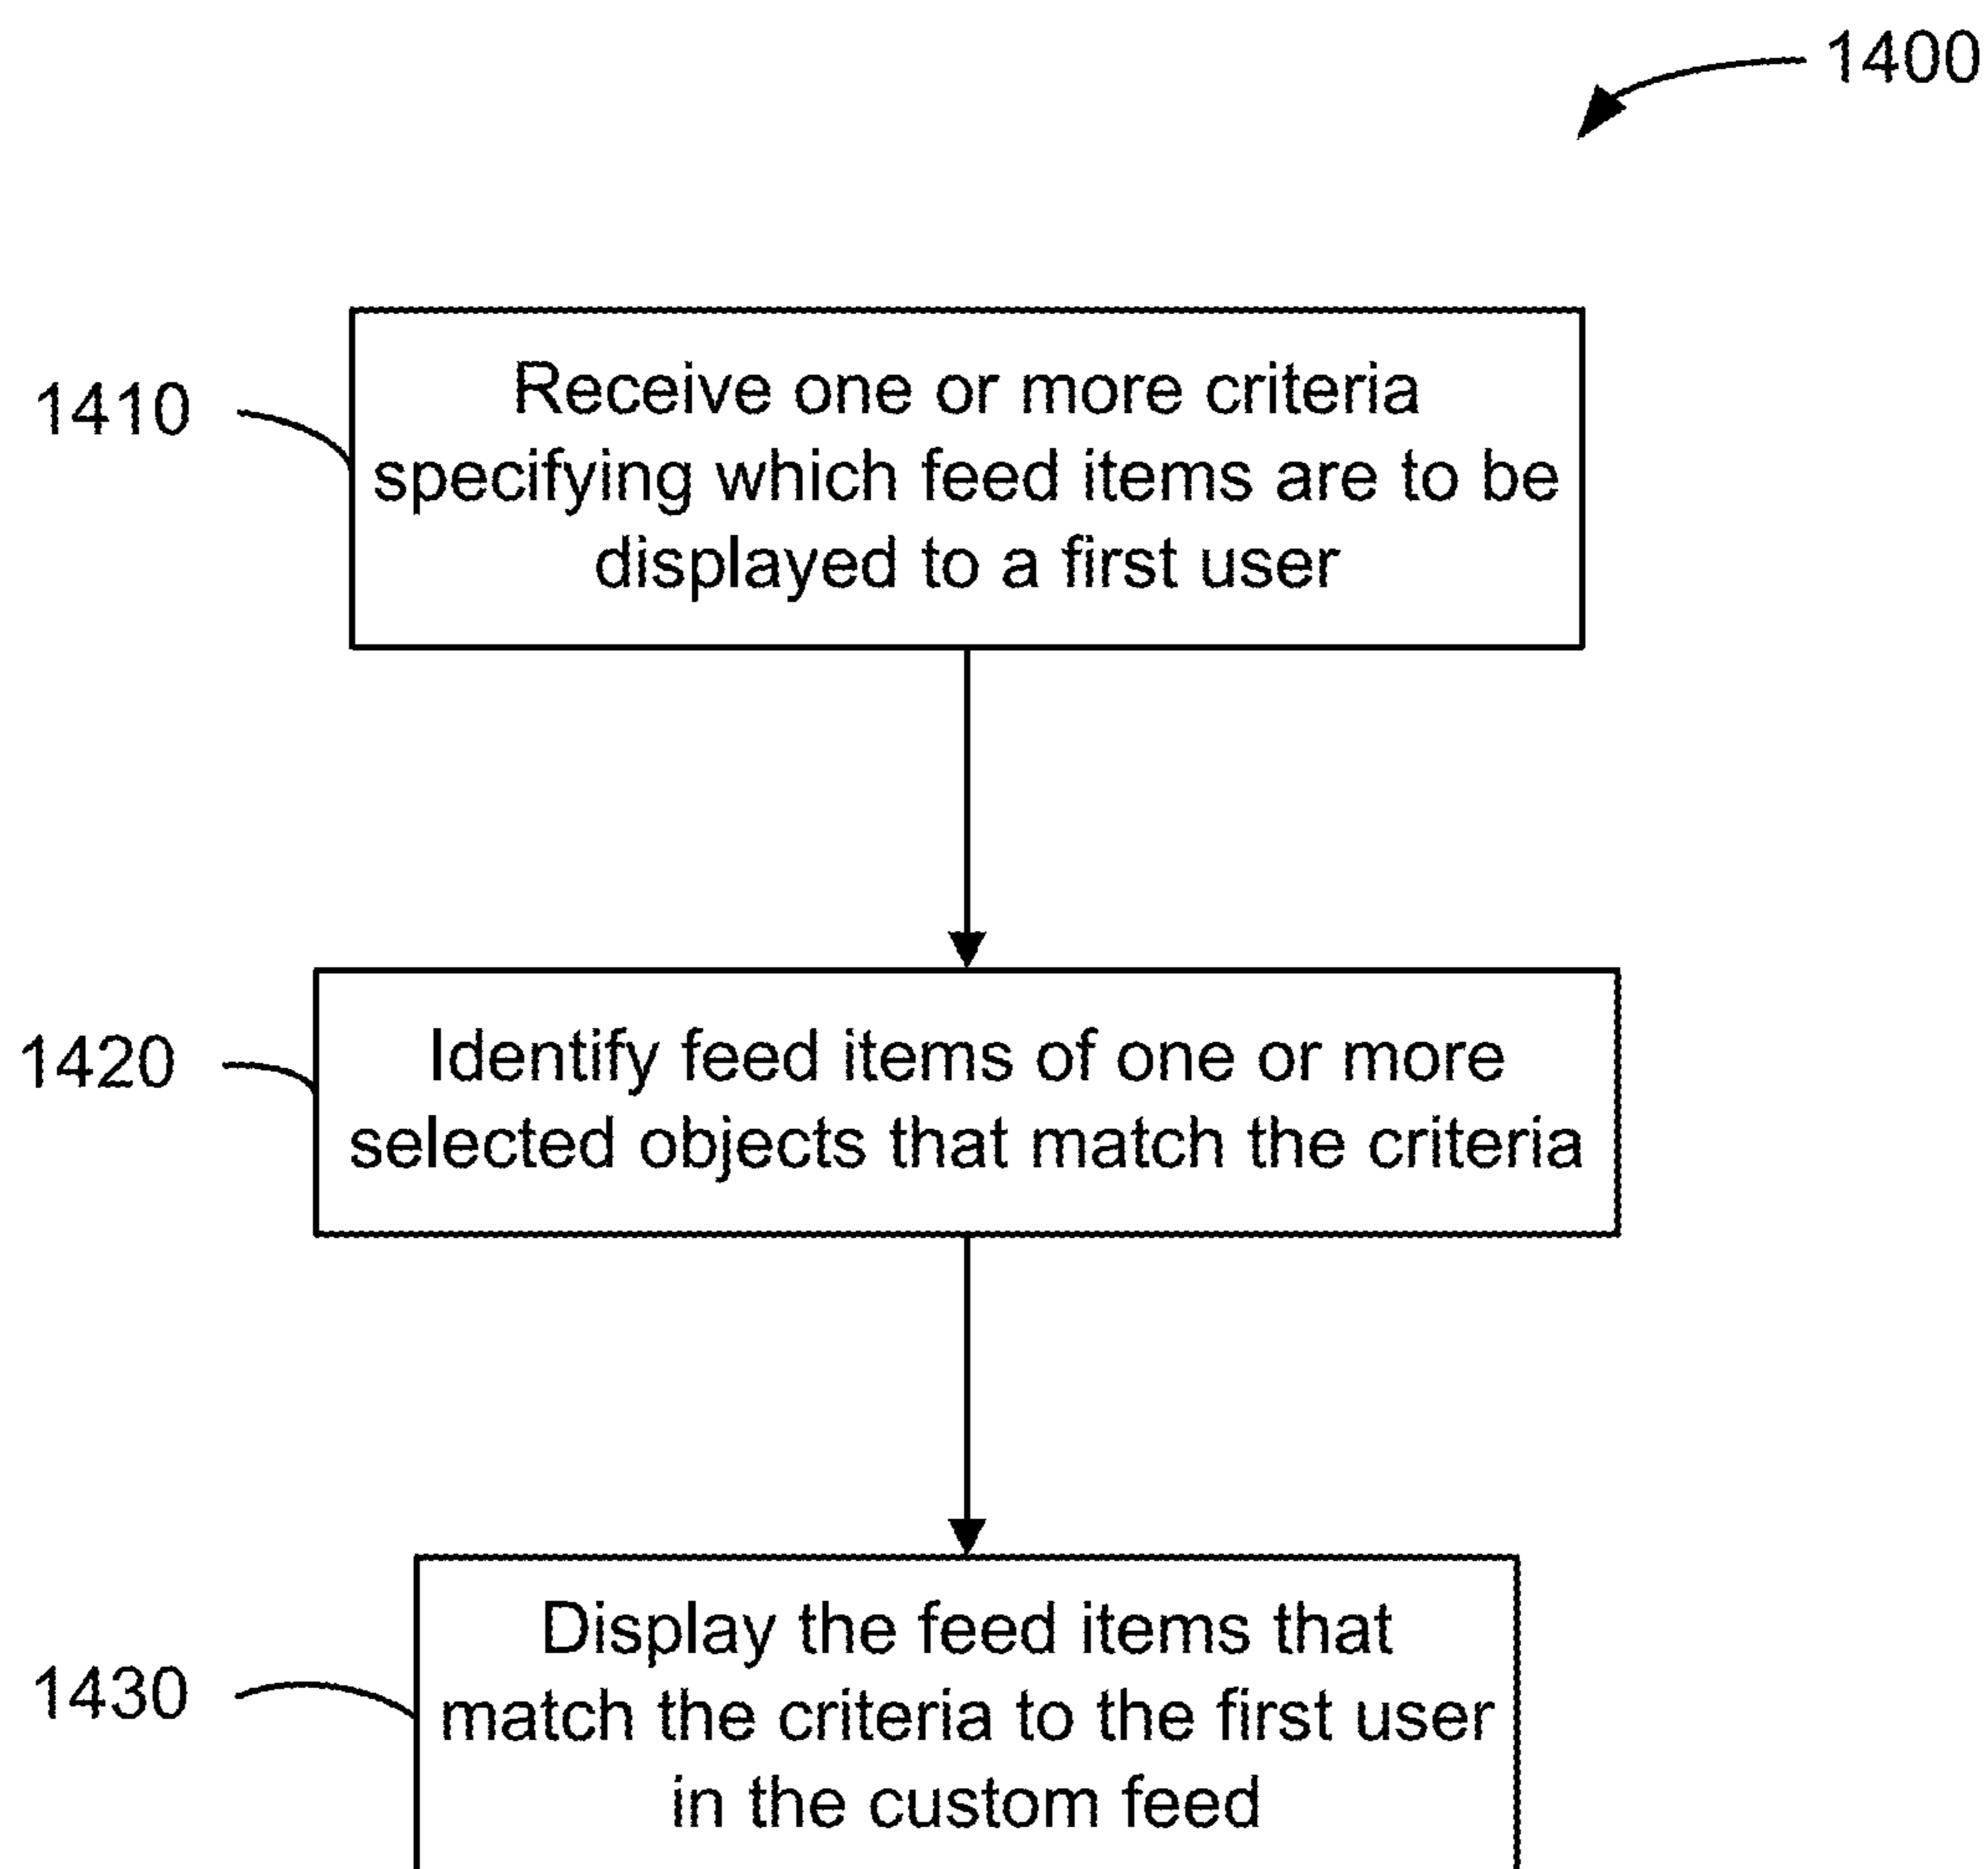 1400
1410
Receive one or more criteria
specifying which feed items are to be
displayed to a first user
1420
Identify feed items of one or more
selected objects that match the criteria
1430
Display the feed items that
match the criteria to the first user
in the custom feed